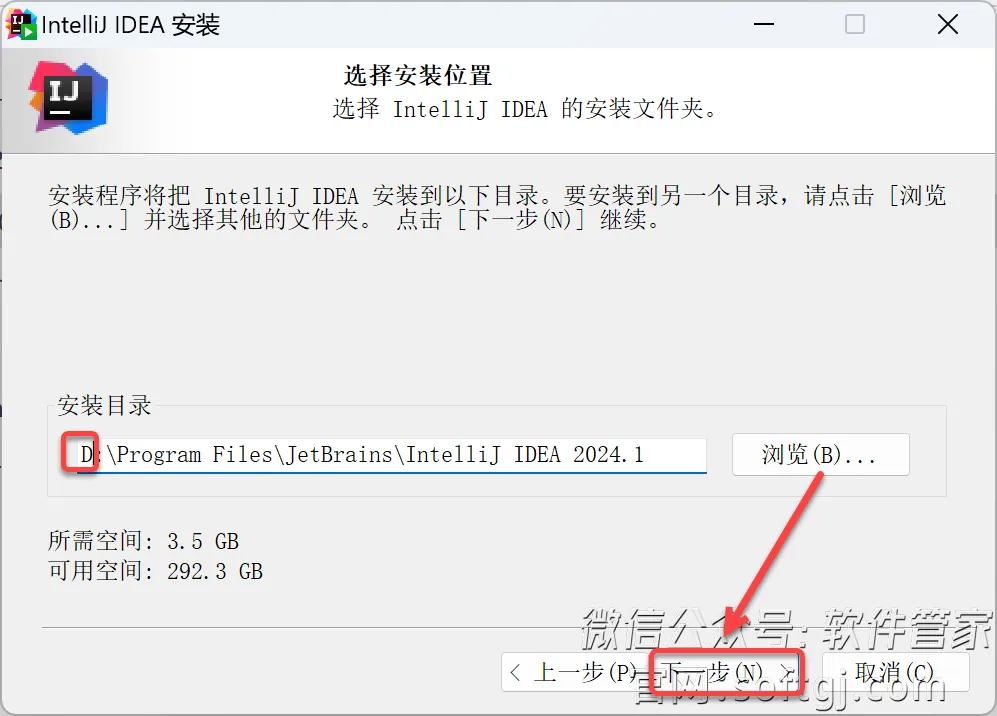 IntelliJ IDEA 安装
IJ
选择安装位置
选择 IntelliJ IDEA 的安装文件夹。
安装程序将把 IntelliJ IDEA 安装到以下目录。要安装到另一个目录，请点击 [浏览
(B)...] 并选择其他的文件夹。 点击 [下一步(N)] 继续。
安装目录
D:\Program Files\JetBrains\IntelliJ IDEA 2024.1
浏览(B)...
所需空间: 3.5 GB
可用空间: 292.3 GB
微信公众号: 软件管家
< 上一步(P) 下一步(N) > 取消(C)
官网.softgj.com